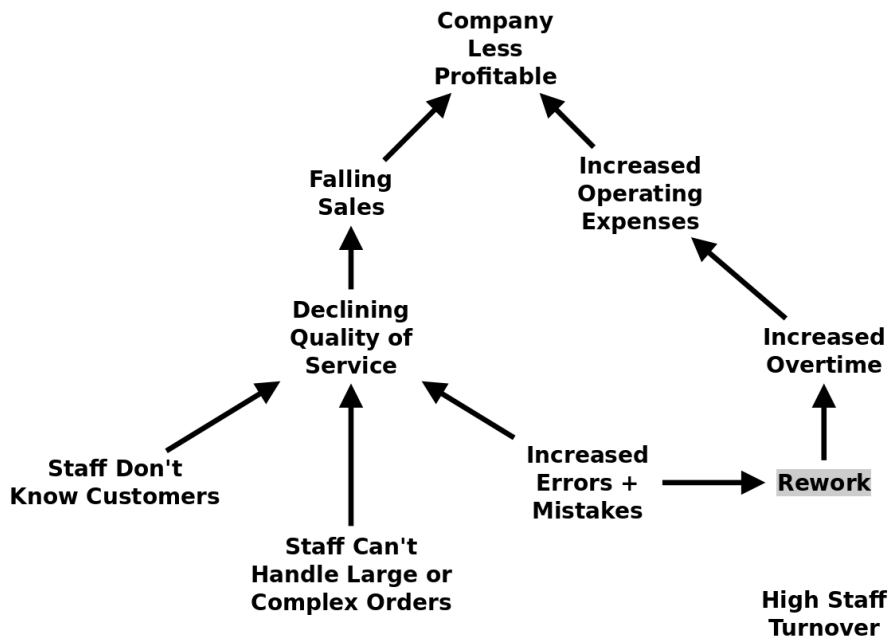 Company
Less
Profitable
Falling
Sales
Increased
Operating
Expenses
Declining
Quality of
Service
Increased
Overtime
Staff Don't
Know Customers
Increased
Errors +
Mistakes
Rework
Staff Can't
Handle Large or
Complex Orders
High Staff
Turnover